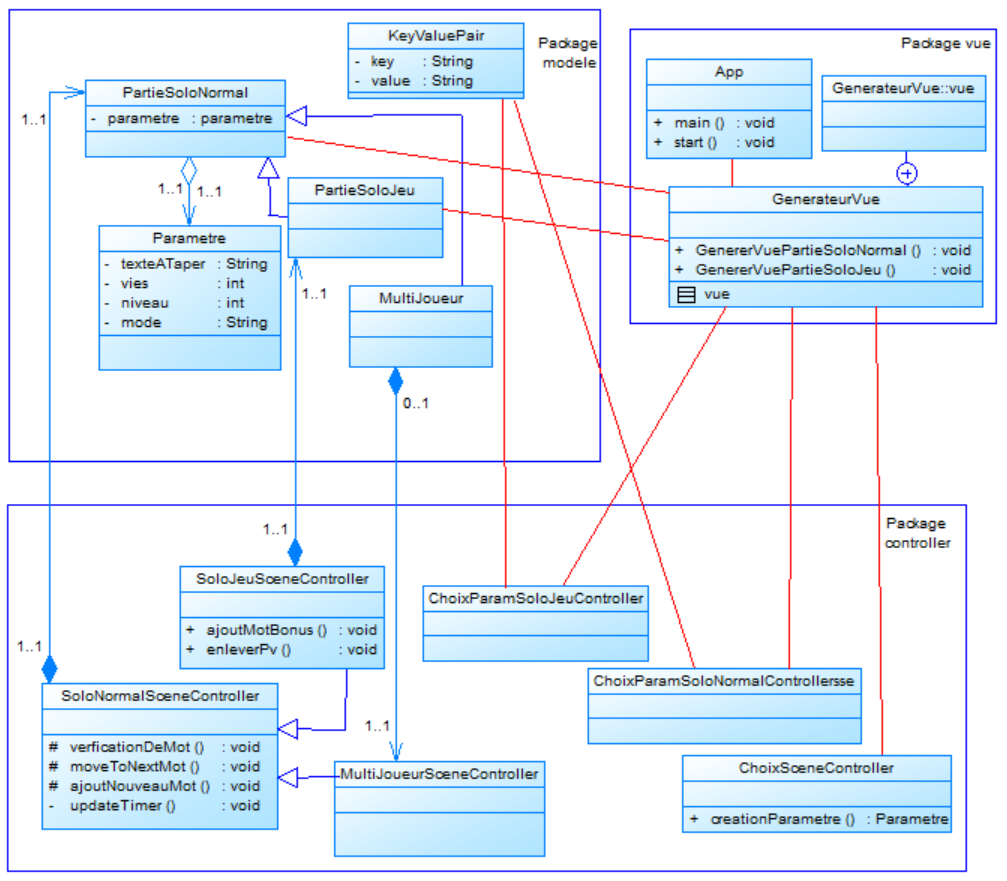 Package
modele
KeyValuePair
- key : String
- value : String
PartieSoloNormal
- parametre : parametre
1..1
1..1
1..1
PartieSoloJeu
Parametre
- texteATaper : String
- vies : int
- niveau : int
- mode : String
1..1
MultiJoueur
0..1
Package vue
App
+ main () : void
+ start () : void
GenerateurVue::vue
GenerateurVue
+ GenererVuePartieSoloNormal () : void
+ GenererVuePartieSoloJeu () : void
vue
Package
controller
1..1
SoloJeuSceneController
+ ajoutMotBonus () : void
+ enleverPv () : void
ChoixParamSoloJeuController
1..1
SoloNormalSceneController
# verficationDeMot () : void
# moveToNextMot () : void
# ajoutNouveauMot () : void
- updateTimer () : void
1..1
MultiJoueurSceneController
ChoixParamSoloNormalControllersse
ChoixSceneController
+ creationParametre () : Parametre